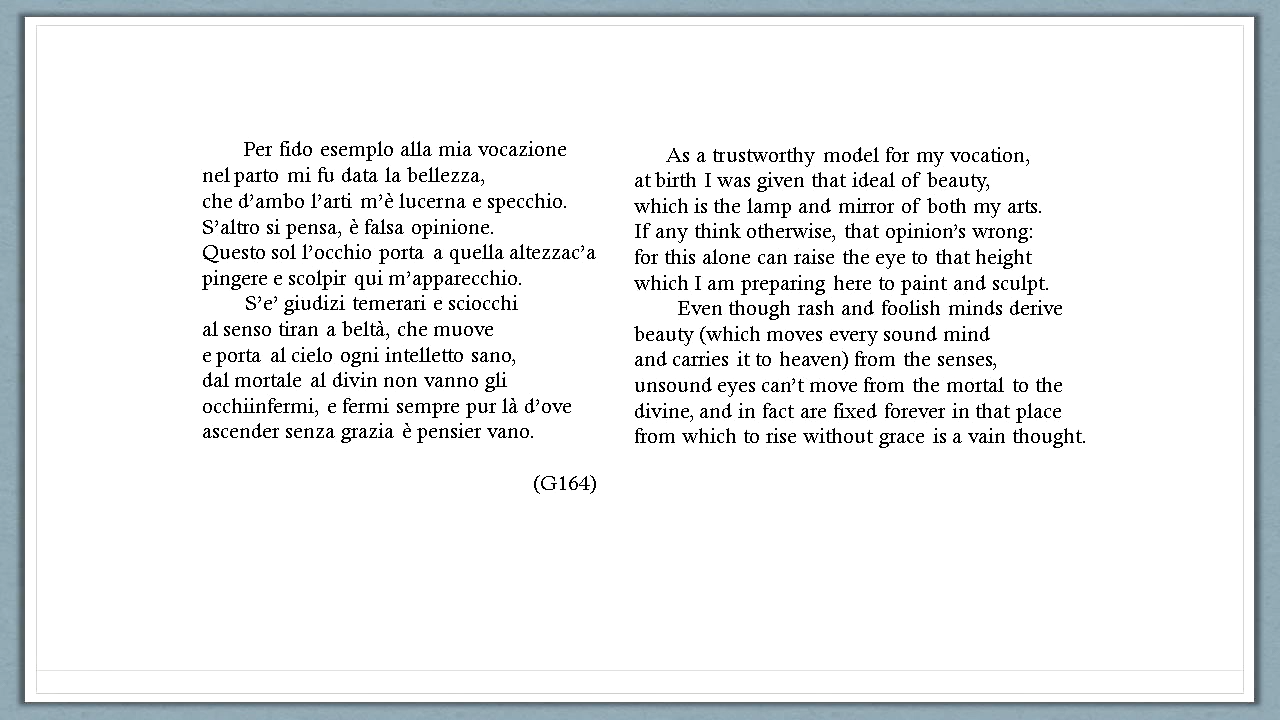 Per fido esemplo alla mia vocazione
nel parto mi fu data la bellezza,
che d’ambo l’arti m’è lucerna e specchio.
S’altro si pensa, è falsa opinione.
Questo sol l’occhio porta a quella altezzac’a
pingere e scolpir qui m’apparecchio.
S’e’ giudizi temerari e sciocchi
al senso tiran a beltà, che muove
e porta al cielo ogni intelletto sano,
dal mortale al divin non vanno gli
occhiinfermi, e fermi sempre pur là d’ove
ascender senza grazia è pensier vano.
(G164)
As a trustworthy model for my vocation,
at birth I was given that ideal of beauty,
which is the lamp and mirror of both my arts.
If any think otherwise, that opinion’s wrong:
for this alone can raise the eye to that height
which I am preparing here to paint and sculpt.
Even though rash and foolish minds derive
beauty (which moves every sound mind
and carries it to heaven) from the senses,
unsound eyes can’t move from the mortal to the
divine, and in fact are fixed forever in that place
from which to rise without grace is a vain thought.